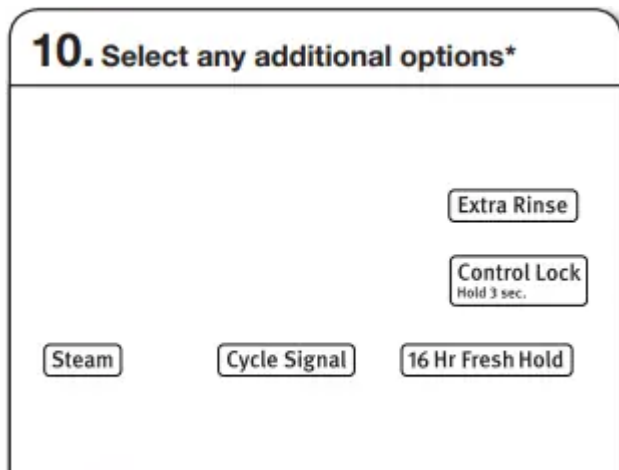 10. Select any additional options*
Extra Rinse
Control Lock
Hold 3 sec.
Steam
Cycle Signal
16 Hr Fresh Hold